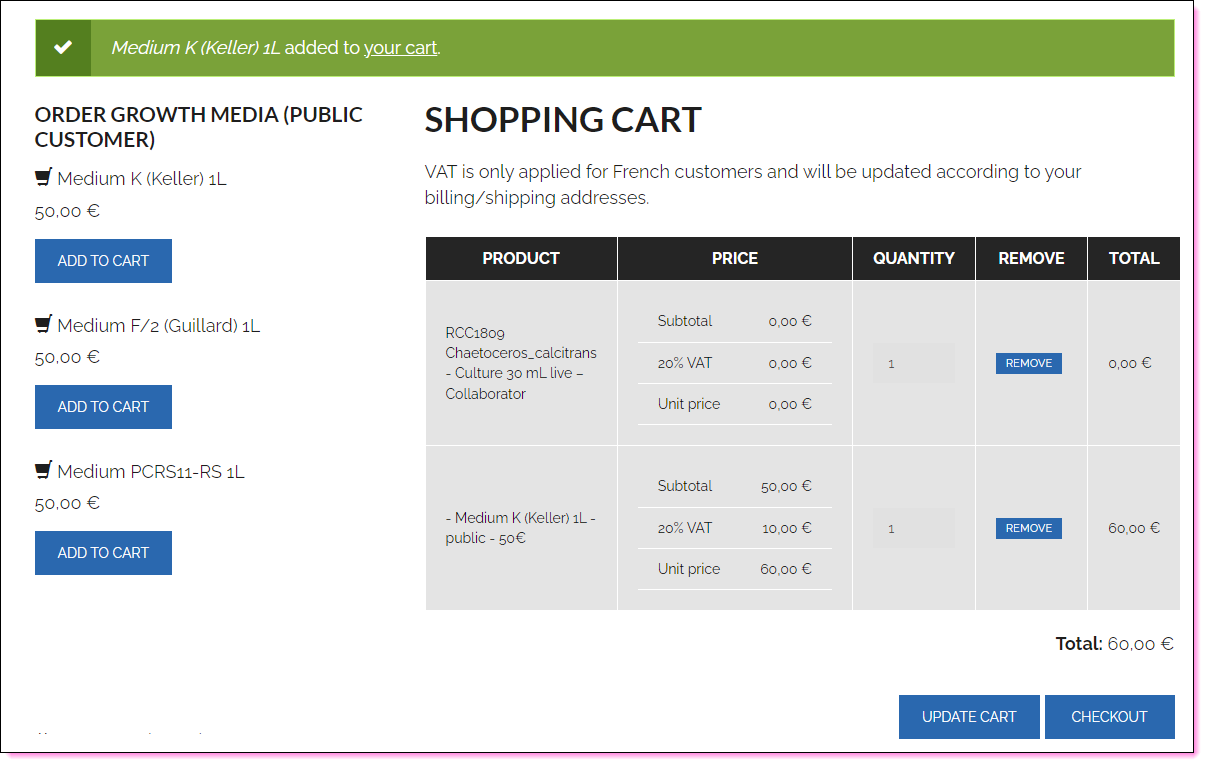 Medium K (Keller) 1L added to your cart.
ORDER GROWTH MEDIA (PUBLIC
CUSTOMER)
Medium K (Keller) 1L
50,00 €
ADD TO CART
Medium F/2 (Guillard) 1L
50,00 €
ADD TO CART
Medium PCRS11-RS 1L
50,00 €
ADD TO CART
SHOPPING CART
VAT is only applied for French customers and will be updated according to your
billing/shipping addresses.
PRODUCT PRICE QUANTITY REMOVE TOTAL
RCC1809
Chaetoceros_calcitrans
- Culture 30 mL live –
Collaborator
Subtotal 0,00 €
20% VAT 0,00 €
Unit price 0,00 €
1
REMOVE
0,00 €
- Medium K (Keller) 1L -
public - 50€
Subtotal 50,00 €
20% VAT 10,00 €
Unit price 60,00 €
1
REMOVE
60,00 €
Total: 60,00 €
UPDATE CART CHECKOUT